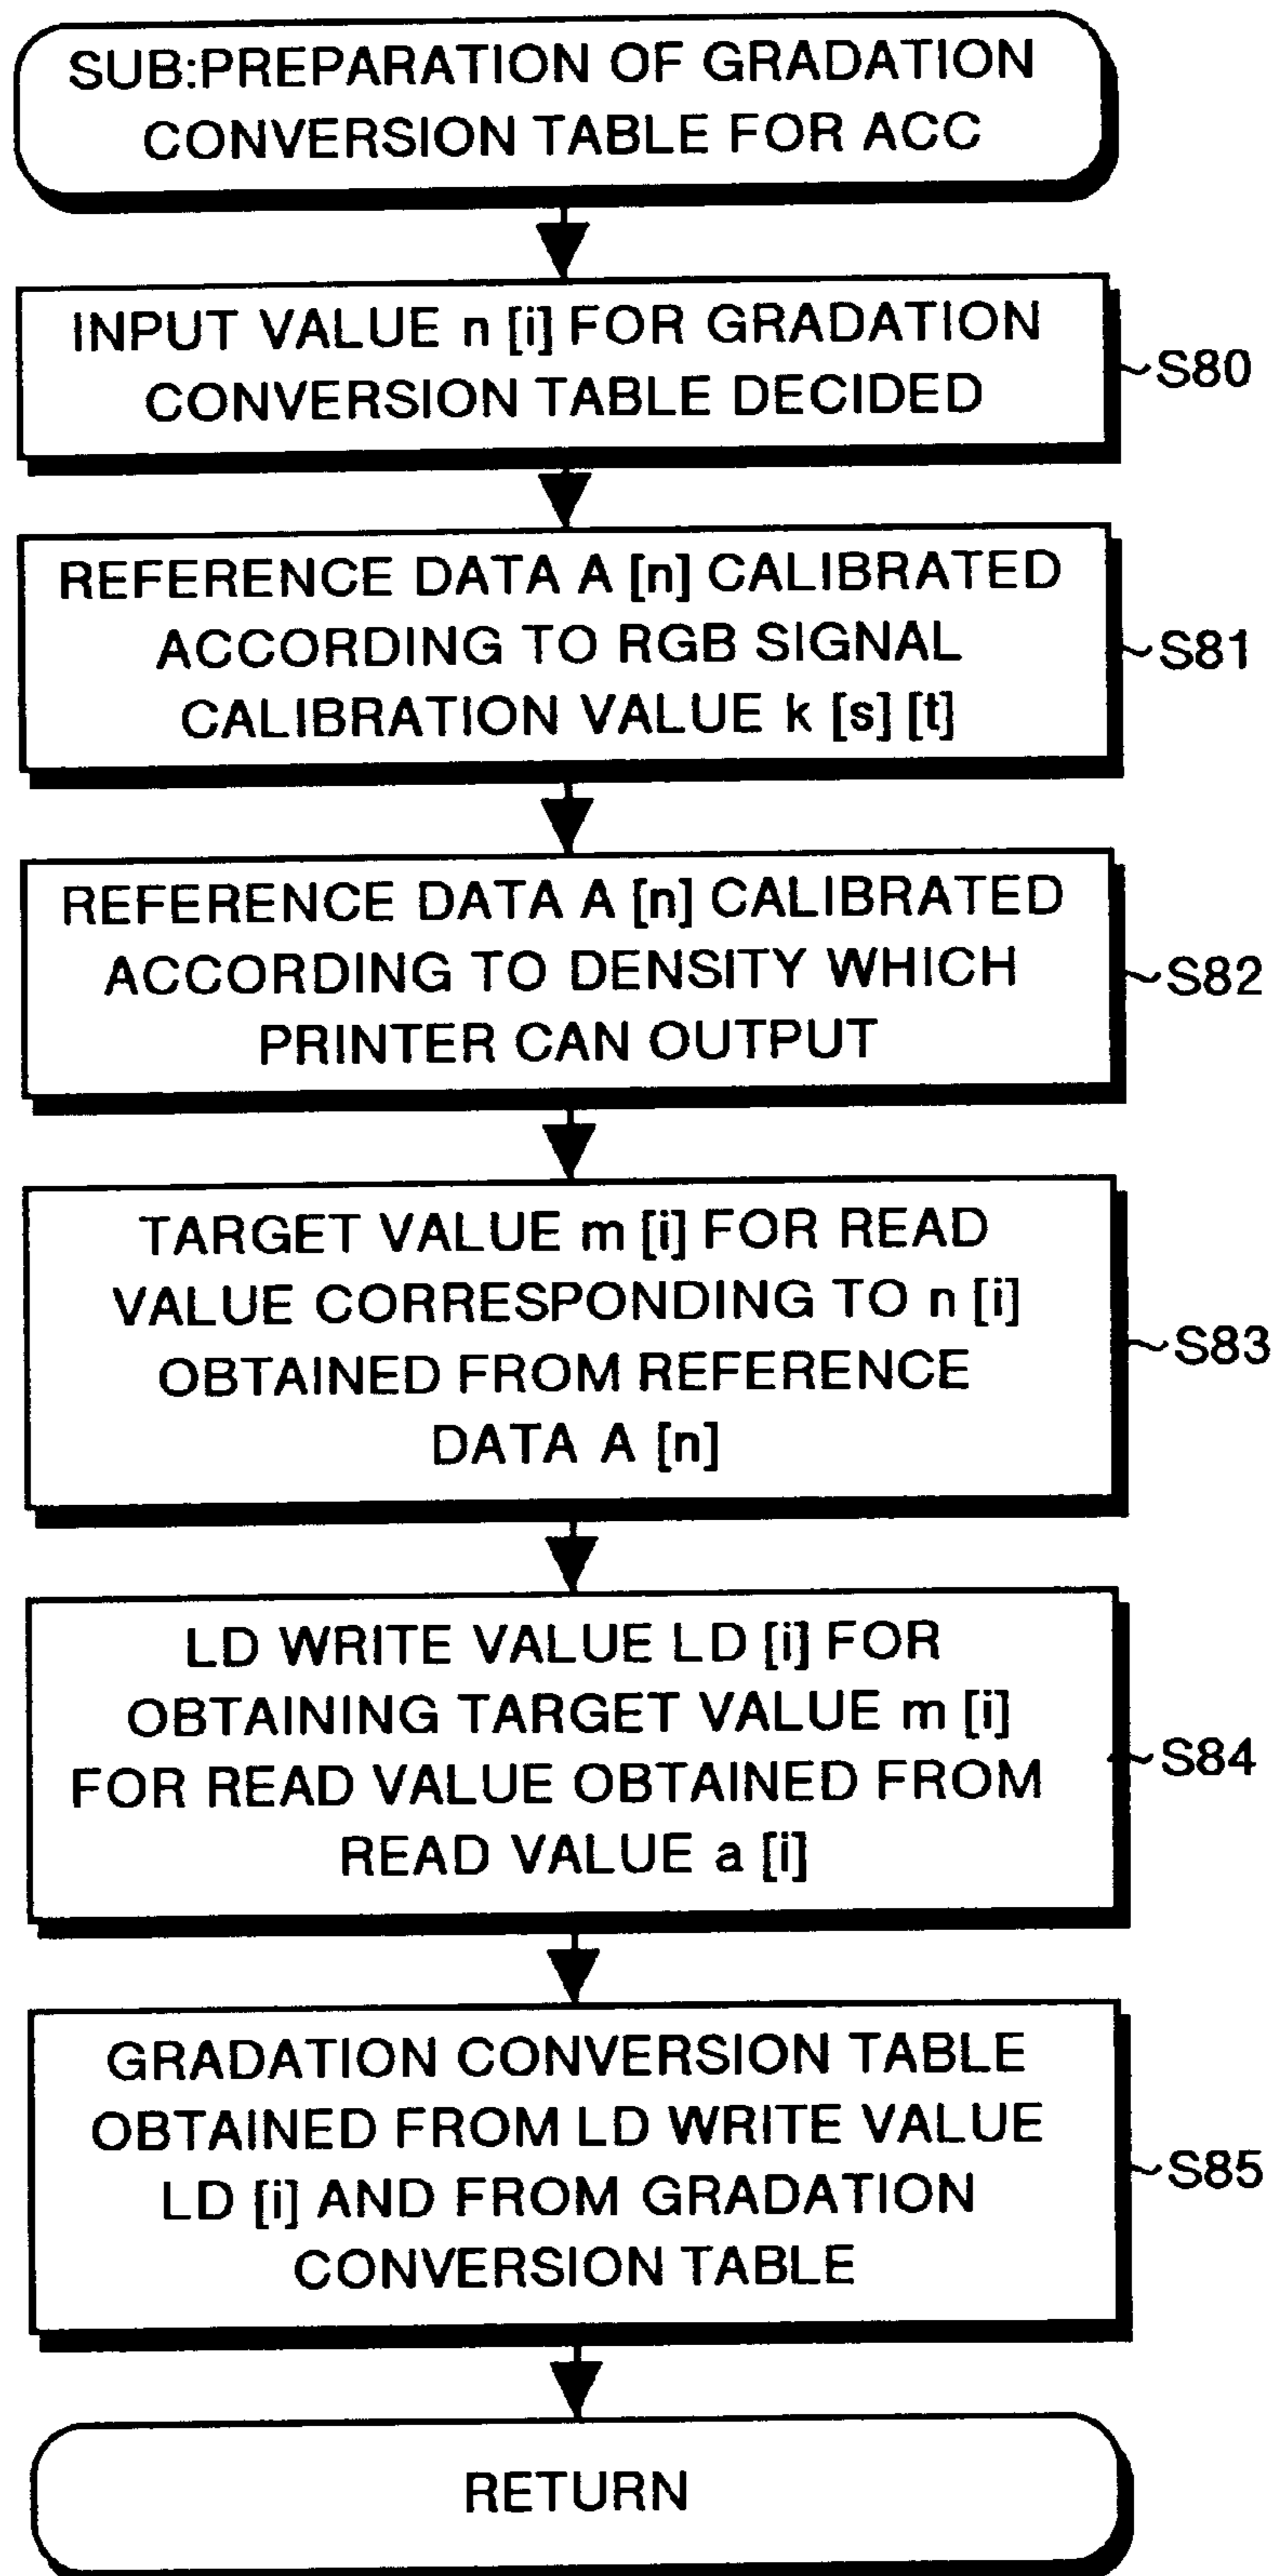 SUB:PREPARATION OF GRADATION
CONVERSION TABLE FOR ACC
INPUT VALUE n [i] FOR GRADATION
CONVERSION TABLE DECIDED
S80
REFERENCE DATA A [n] CALIBRATED
ACCORDING TO RGB SIGNAL
CALIBRATION VALUE k [s] [t]
S81
REFERENCE DATA A [n] CALIBRATED
ACCORDING TO DENSITY WHICH
PRINTER CAN OUTPUT
S82
TARGET VALUE m [i] FOR READ
VALUE CORRESPONDING TO n [i]
OBTAINED FROM REFERENCE
DATA A [n]
S83
LD WRITE VALUE LD [i] FOR
OBTAINING TARGET VALUE m [i]
FOR READ VALUE OBTAINED FROM
READ VALUE a [i]
S84
GRADATION CONVERSION TABLE
OBTAINED FROM LD WRITE VALUE
LD [i] AND FROM GRADATION
CONVERSION TABLE
S85
RETURN